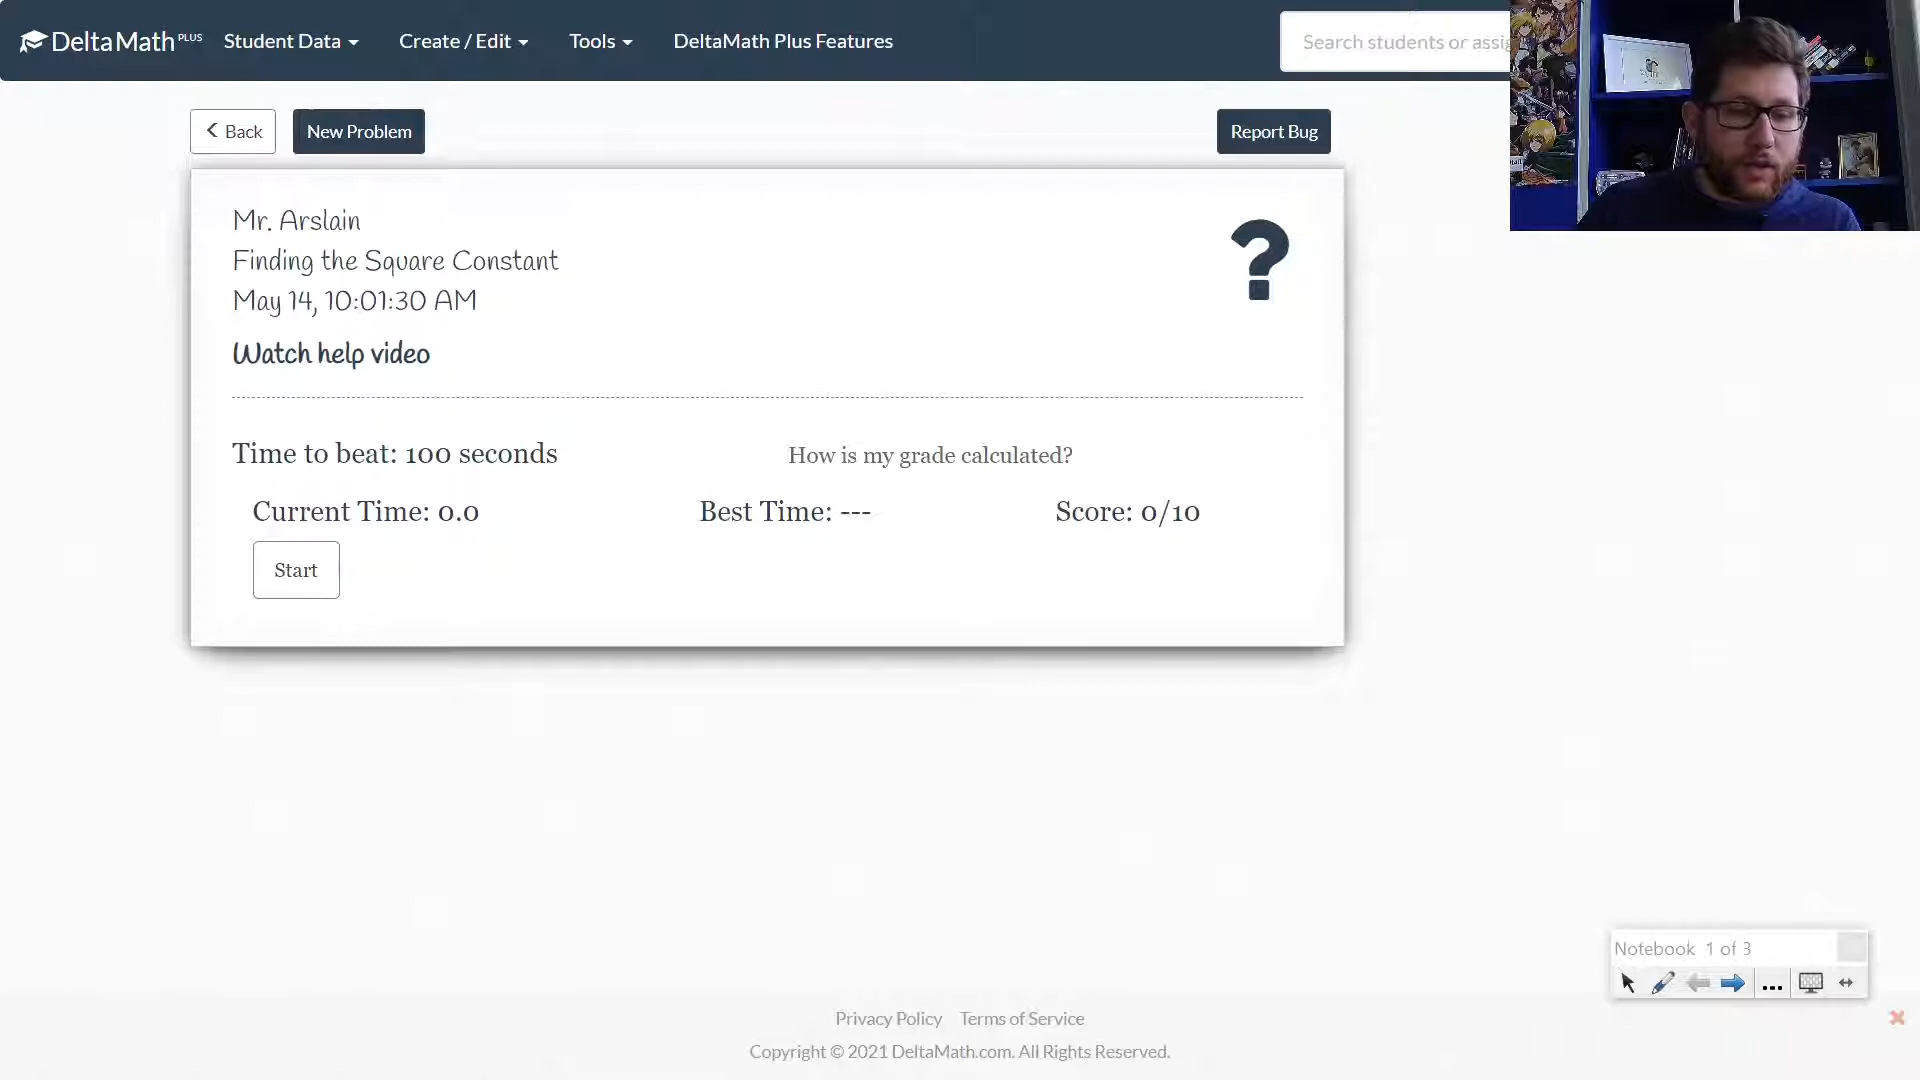 DeltaMath PLUS Student Data Create / Edit Tools DeltaMath Plus Features Search students or assig
Back New Problem Report Bug
Mr. Arslain
Finding the Square Constant
May 14, 10:01:30 AM
?
Watch help video
Time to beat: 100 seconds How is my grade calculated?
Current Time: 0.0 Best Time: --- Score: 0/10
Start
Notebook 1 of 3
...
Privacy Policy Terms of Service
Copyright © 2021 DeltaMath.com. All Rights Reserved.